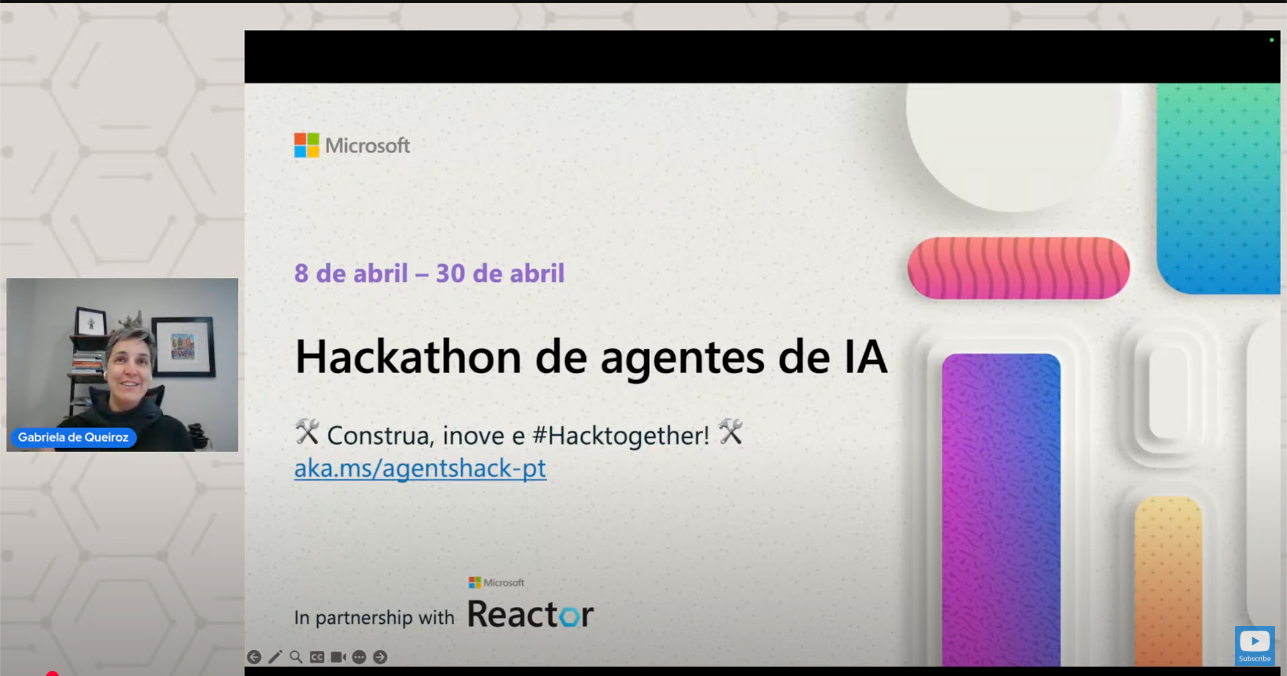 Microsoft
8 de abril – 30 de abril
Hackathon de agentes de IA
🛠 Construa, inove e #Hacktogether! 🛠
aka.ms/agentshack-pt
Microsoft
In partnership with Reactor
Gabriela de Queiroz
CC
Subscribe